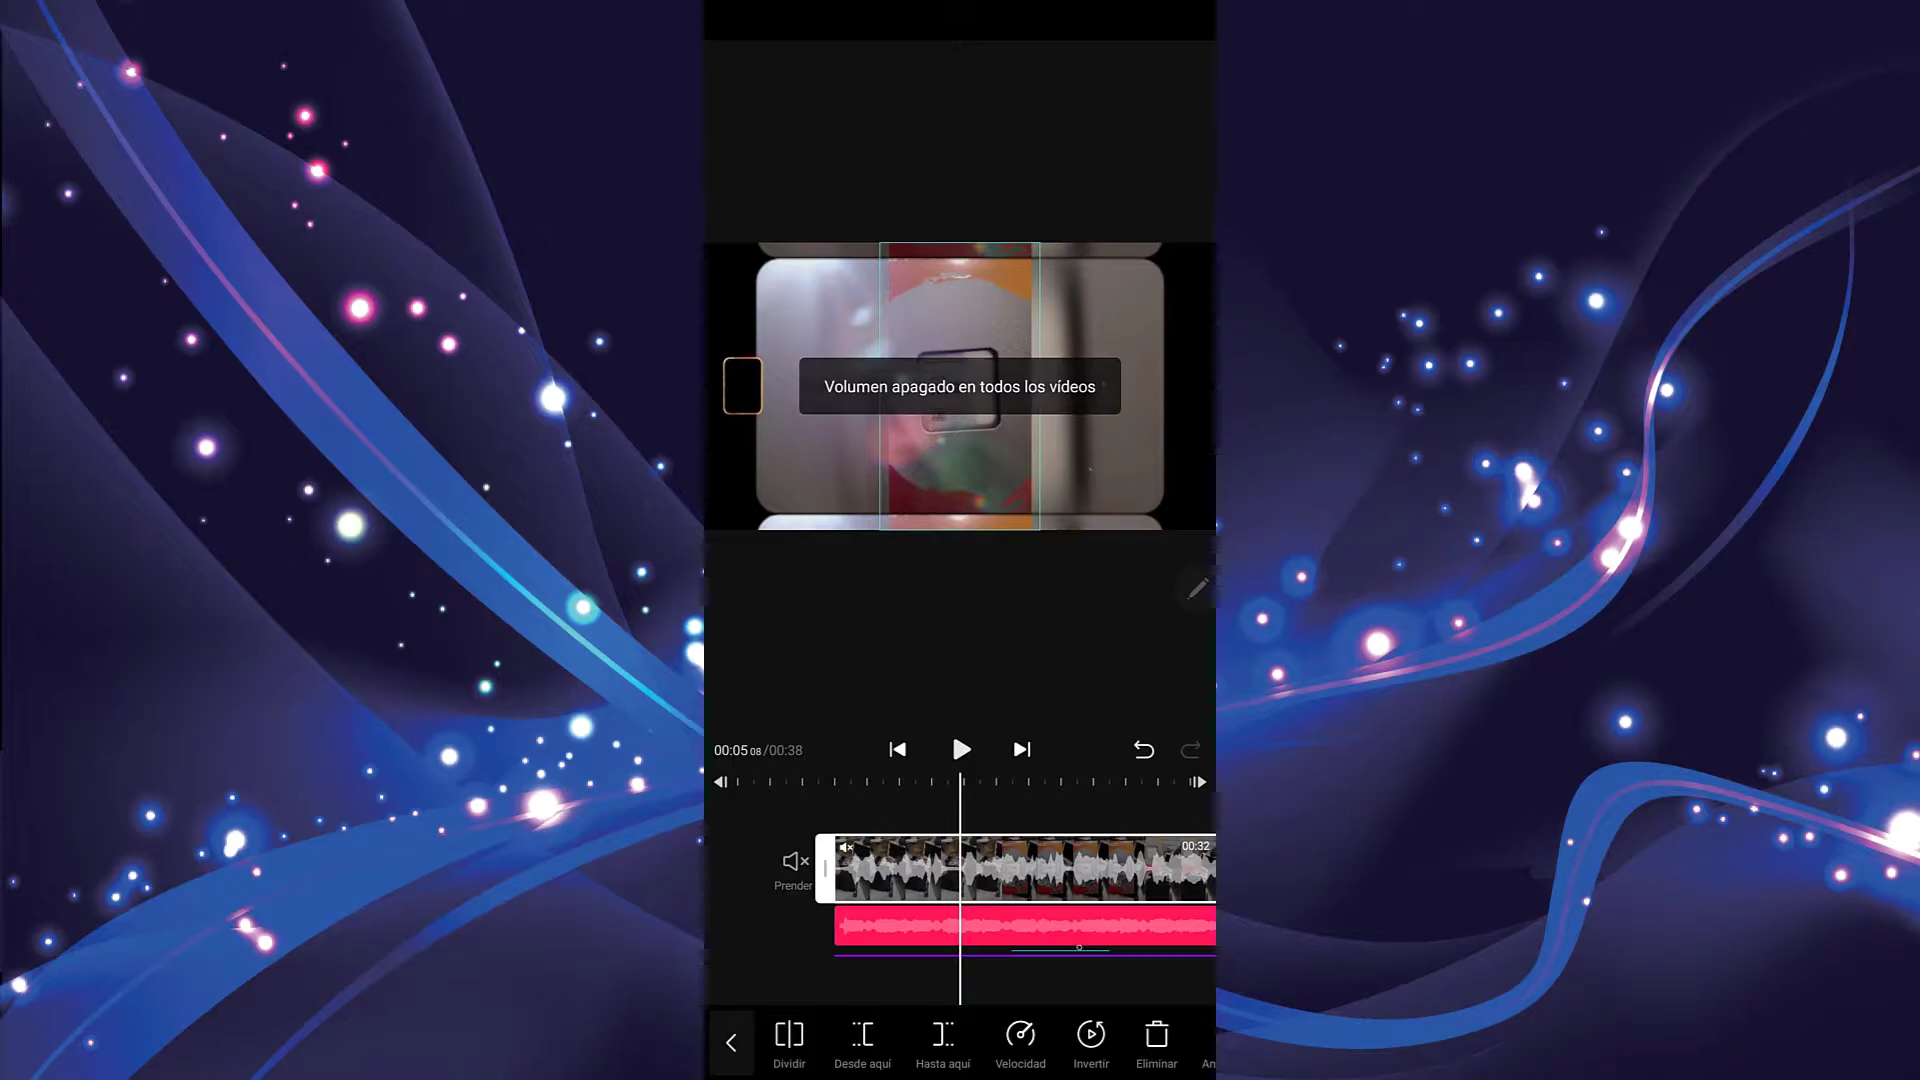 Volumen apagado en todos los vídeos
00:05 08/00:38
00:32
Prender
Dividir
Desde aquí
Hasta aquí
Velocidad
Invertir
Eliminar
An